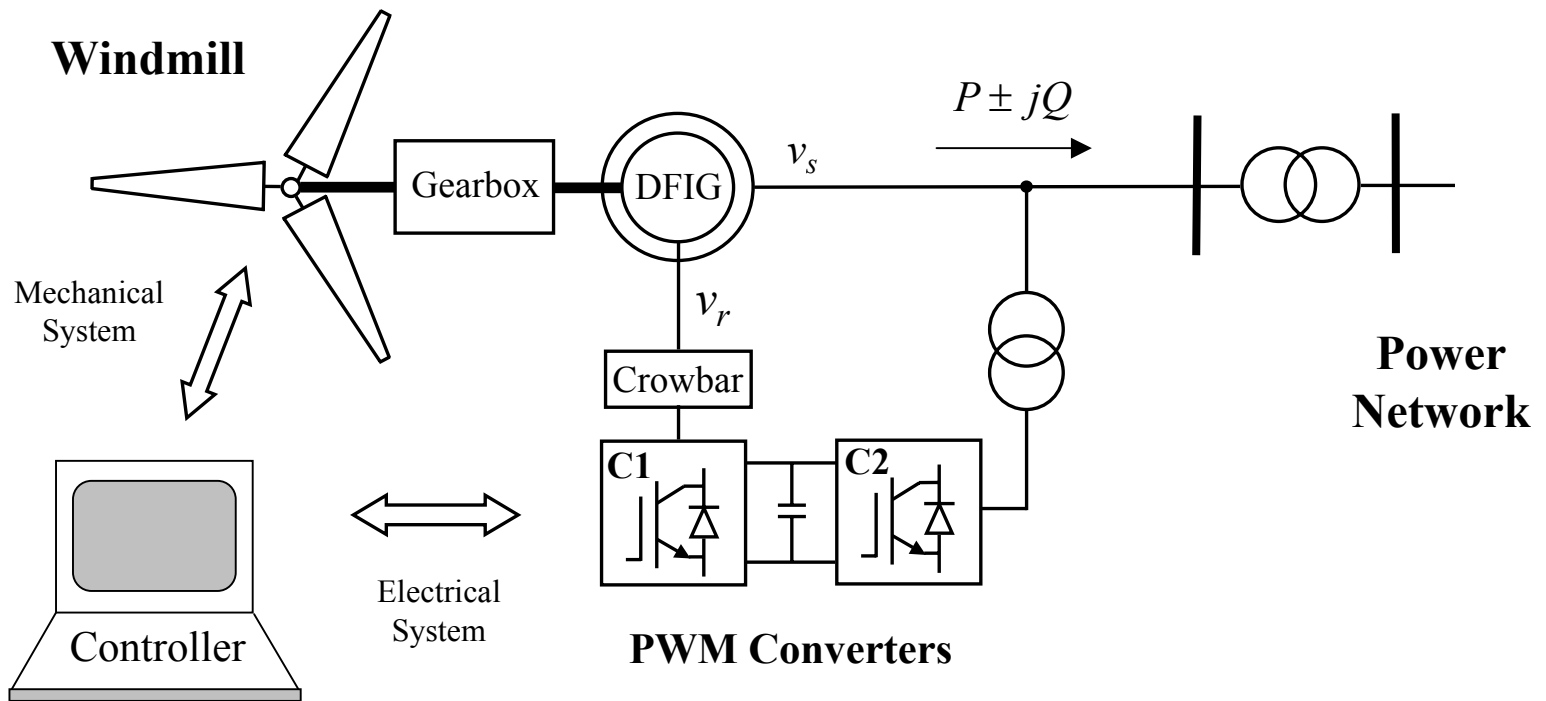 Windmill
P ± jQ
v_s
Gearbox
DFIG
Mechanical
System
v_r
Power
Network
Crowbar
C1
C2
Electrical
System
Controller
PWM Converters